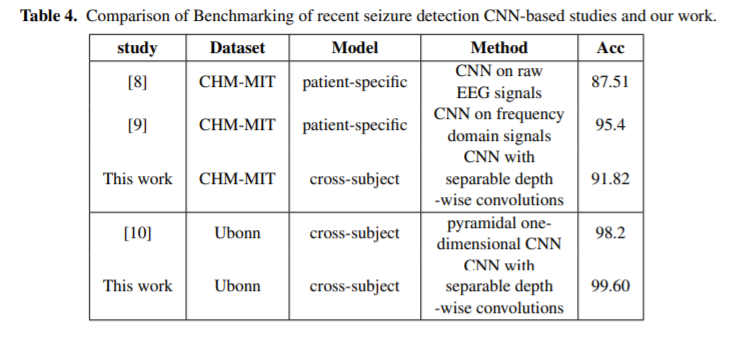 Table 4. Comparison of Benchmarking of recent seizure detection CNN-based studies and our work.
study Dataset Model Method Acc
[8] CHM-MIT patient-specific CNN on raw EEG signals 87.51
[9] CHM-MIT patient-specific CNN on frequency domain signals 95.4
This work CHM-MIT cross-subject CNN with separable depth -wise convolutions 91.82
[10] Ubonn cross-subject pyramidal one- dimensional CNN 98.2
This work Ubonn cross-subject CNN with separable depth -wise convolutions 99.60